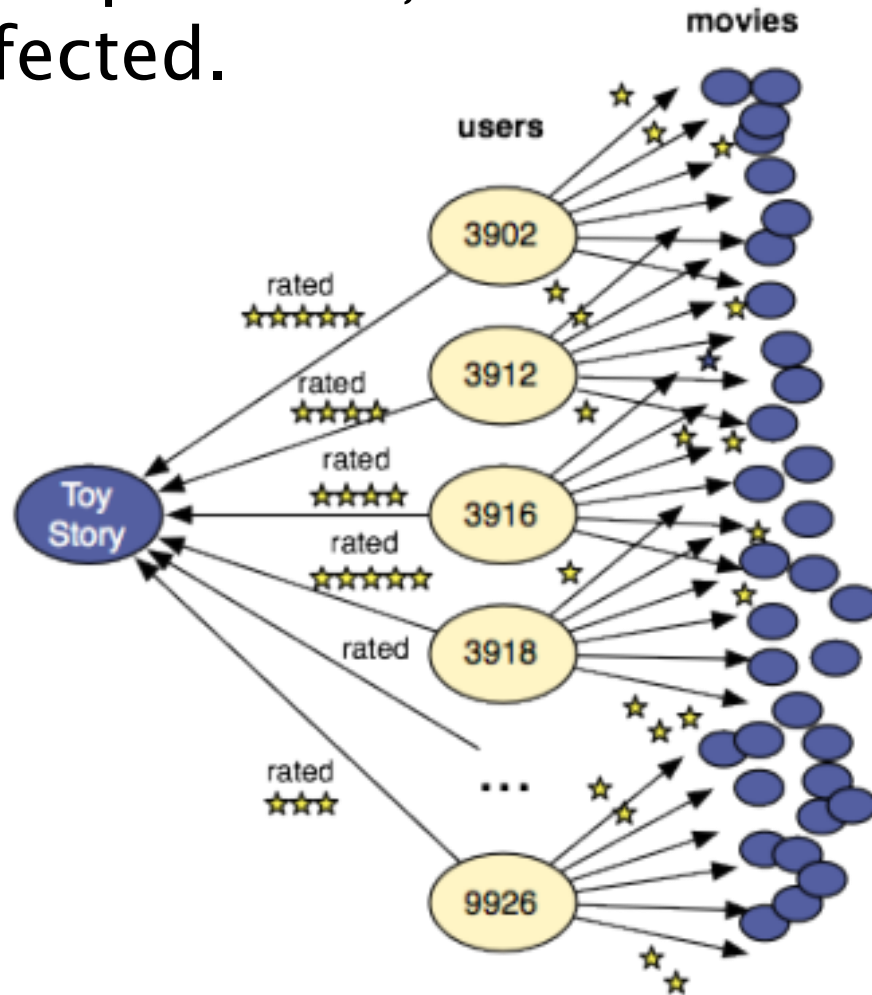 fected.
movies
users
3902
rated
3912
rated
rated
Toy
Story
3916
rated
3918
rated
...
rated
9926